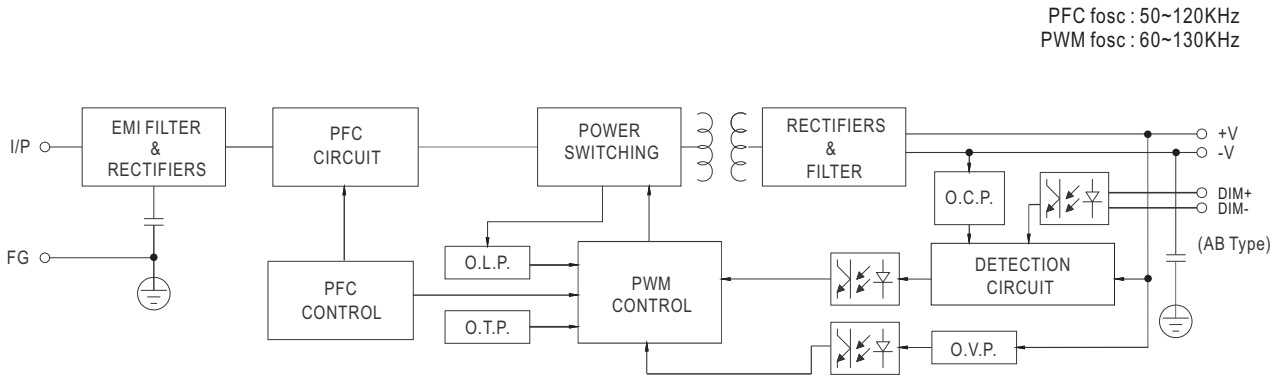 PFC fosc : 50~120KHz
PWM fosc : 60~130KHz
I/P
EMI FILTER
&
RECTIFIERS
PFC
CIRCUIT
POWER
SWITCHING
RECTIFIERS
&
FILTER
+V
-V
DIM+
DIM-
(AB Type)
O.C.P.
FG
O.L.P.
PFC
CONTROL
O.T.P.
PWM
CONTROL
DETECTION
CIRCUIT
O.V.P.